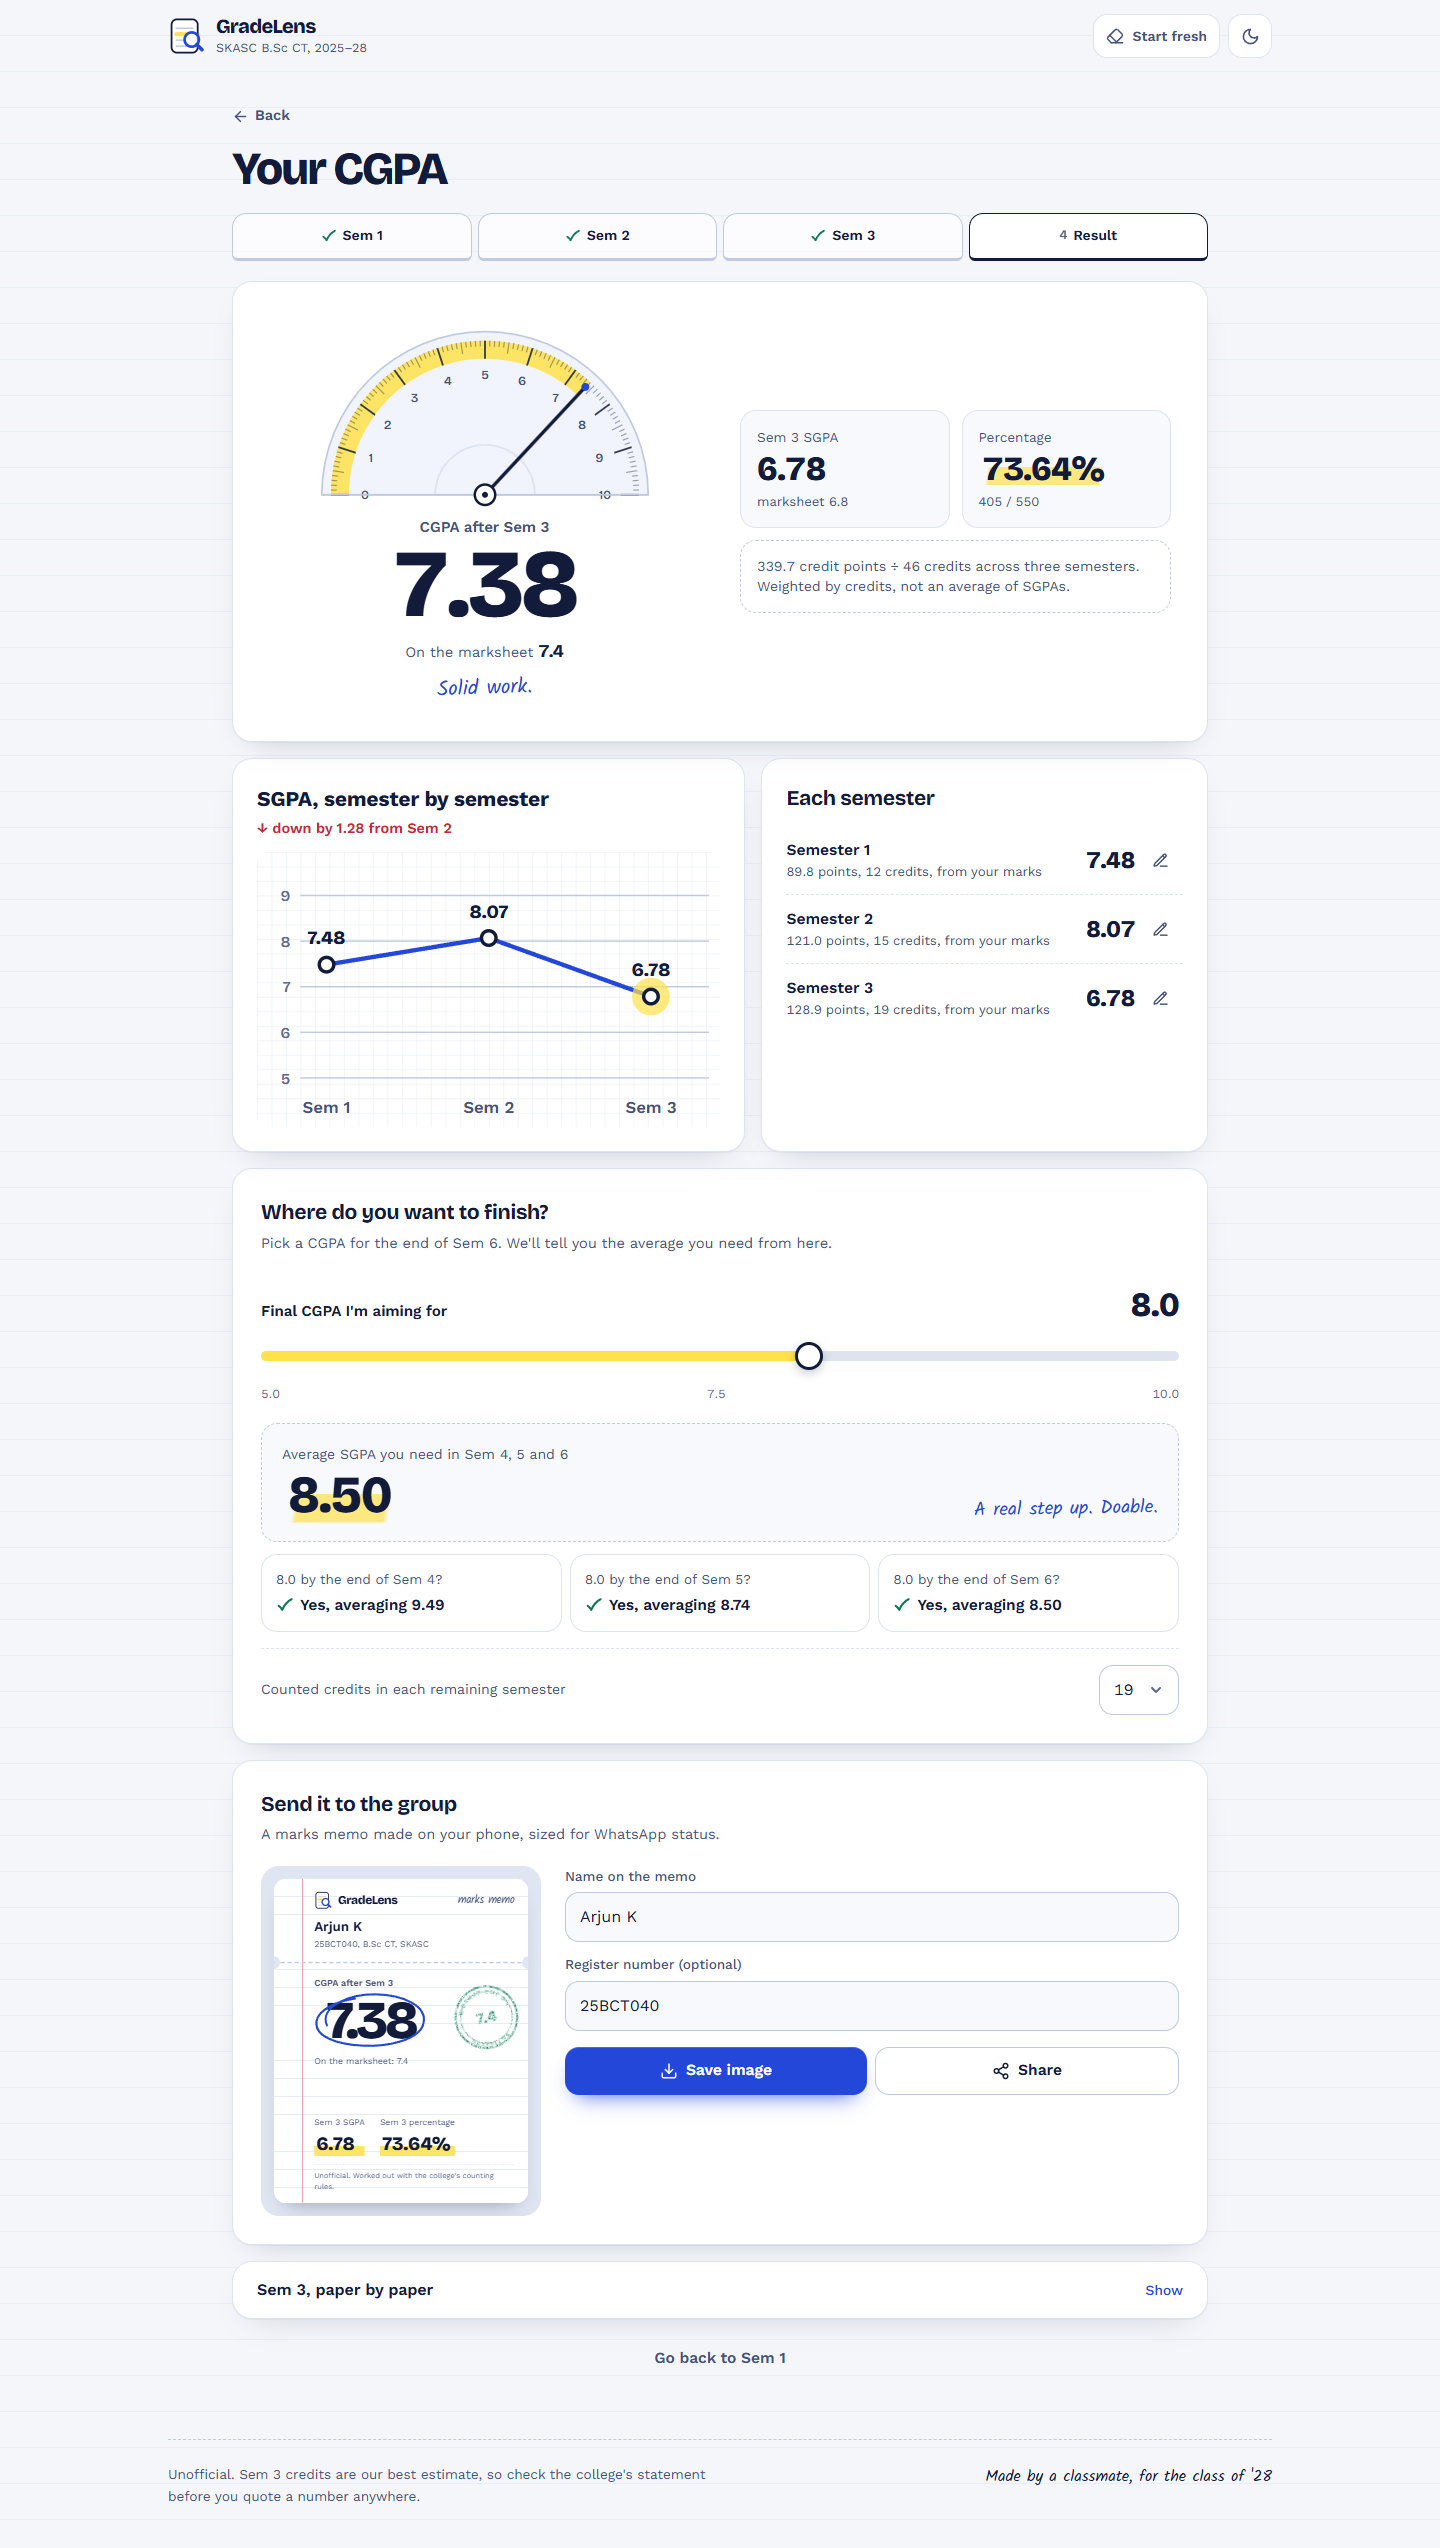 GradeLens
SKASC B.Sc CT, 2025–28
Start fresh
Back
Your CGPA
Sem 1
Sem 2
Sem 3
4 Result
0
1
2
3
4
5
6
7
8
9
10
CGPA after Sem 3
7.38
On the marksheet 7.4
Solid work.
Sem 3 SGPA
6.78
marksheet 6.8
Percentage
73.64%
405 / 550
339.7 credit points ÷ 46 credits across three semesters.
Weighted by credits, not an average of SGPAs.
SGPA, semester by semester
↓ down by 1.28 from Sem 2
9
8
7
6
5
7.48
8.07
6.78
Sem 1
Sem 2
Sem 3
Each semester
Semester 1
89.8 points, 12 credits, from your marks
7.48
Semester 2
121.0 points, 15 credits, from your marks
8.07
Semester 3
128.9 points, 19 credits, from your marks
6.78
Where do you want to finish?
Pick a CGPA for the end of Sem 6. We'll tell you the average you need from here.
Final CGPA I'm aiming for
8.0
5.0
7.5
10.0
Average SGPA you need in Sem 4, 5 and 6
8.50
A real step up. Doable.
8.0 by the end of Sem 4?
Yes, averaging 9.49
8.0 by the end of Sem 5?
Yes, averaging 8.74
8.0 by the end of Sem 6?
Yes, averaging 8.50
Counted credits in each remaining semester
19
Send it to the group
A marks memo made on your phone, sized for WhatsApp status.
GradeLens
marks memo
Arjun K
25BCT040, B.Sc CT, SKASC
CGPA after Sem 3
7.38
7.4
On the marksheet: 7.4
Sem 3 SGPA
6.78
Sem 3 percentage
73.64%
Unofficial. Worked out with the college's counting
rules.
Name on the memo
Arjun K
Register number (optional)
25BCT040
Save image
Share
Sem 3, paper by paper
Show
Go back to Sem 1
Unofficial. Sem 3 credits are our best estimate, so check the college's statement
before you quote a number anywhere.
Made by a classmate, for the class of '28